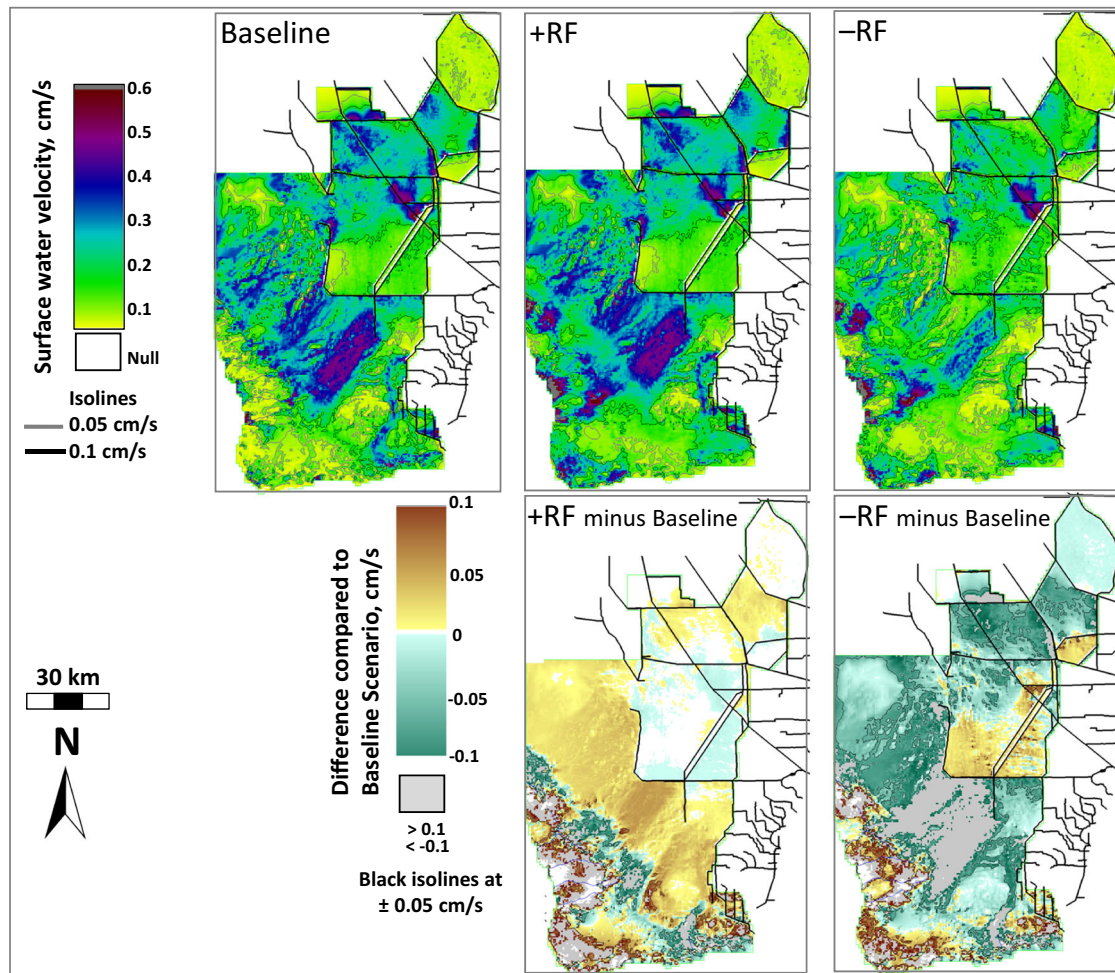 Baseline
+RF
–RF
Surface water velocity, cm/s
0.6
0.5
0.4
0.3
0.2
0.1
Null
Isolines
0.05 cm/s
0.1 cm/s
+RF minus Baseline
–RF minus Baseline
Difference compared to
Baseline Scenario, cm/s
0.1
0.05
0
-0.05
-0.1
> 0.1
< -0.1
Black isolines at
± 0.05 cm/s
30 km
N